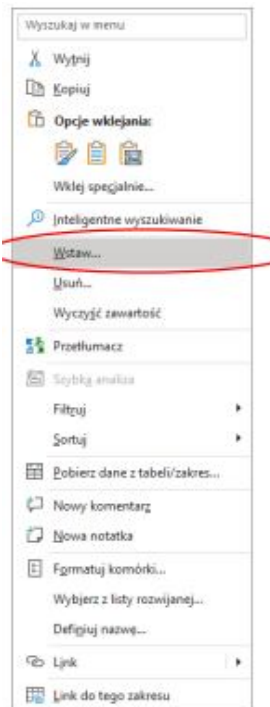 Wyszukaj w menu
Wytnij
Kopiuj
Opcje wklejania:
Wklej specjalnie...
Inteligentne wyszukiwanie
Wstaw...
Usuń...
Wyczyść zawartość
Przetłumacz
Szybka analiza
Filtruj
Sortuj
Pobierz dane z tabeli/zakres...
Nowy komentarz
Nowa notatka
Formatuj komórki...
Wybierz z listy rozwijanej...
Definiuj nazwę...
Link
Link do tego zakresu